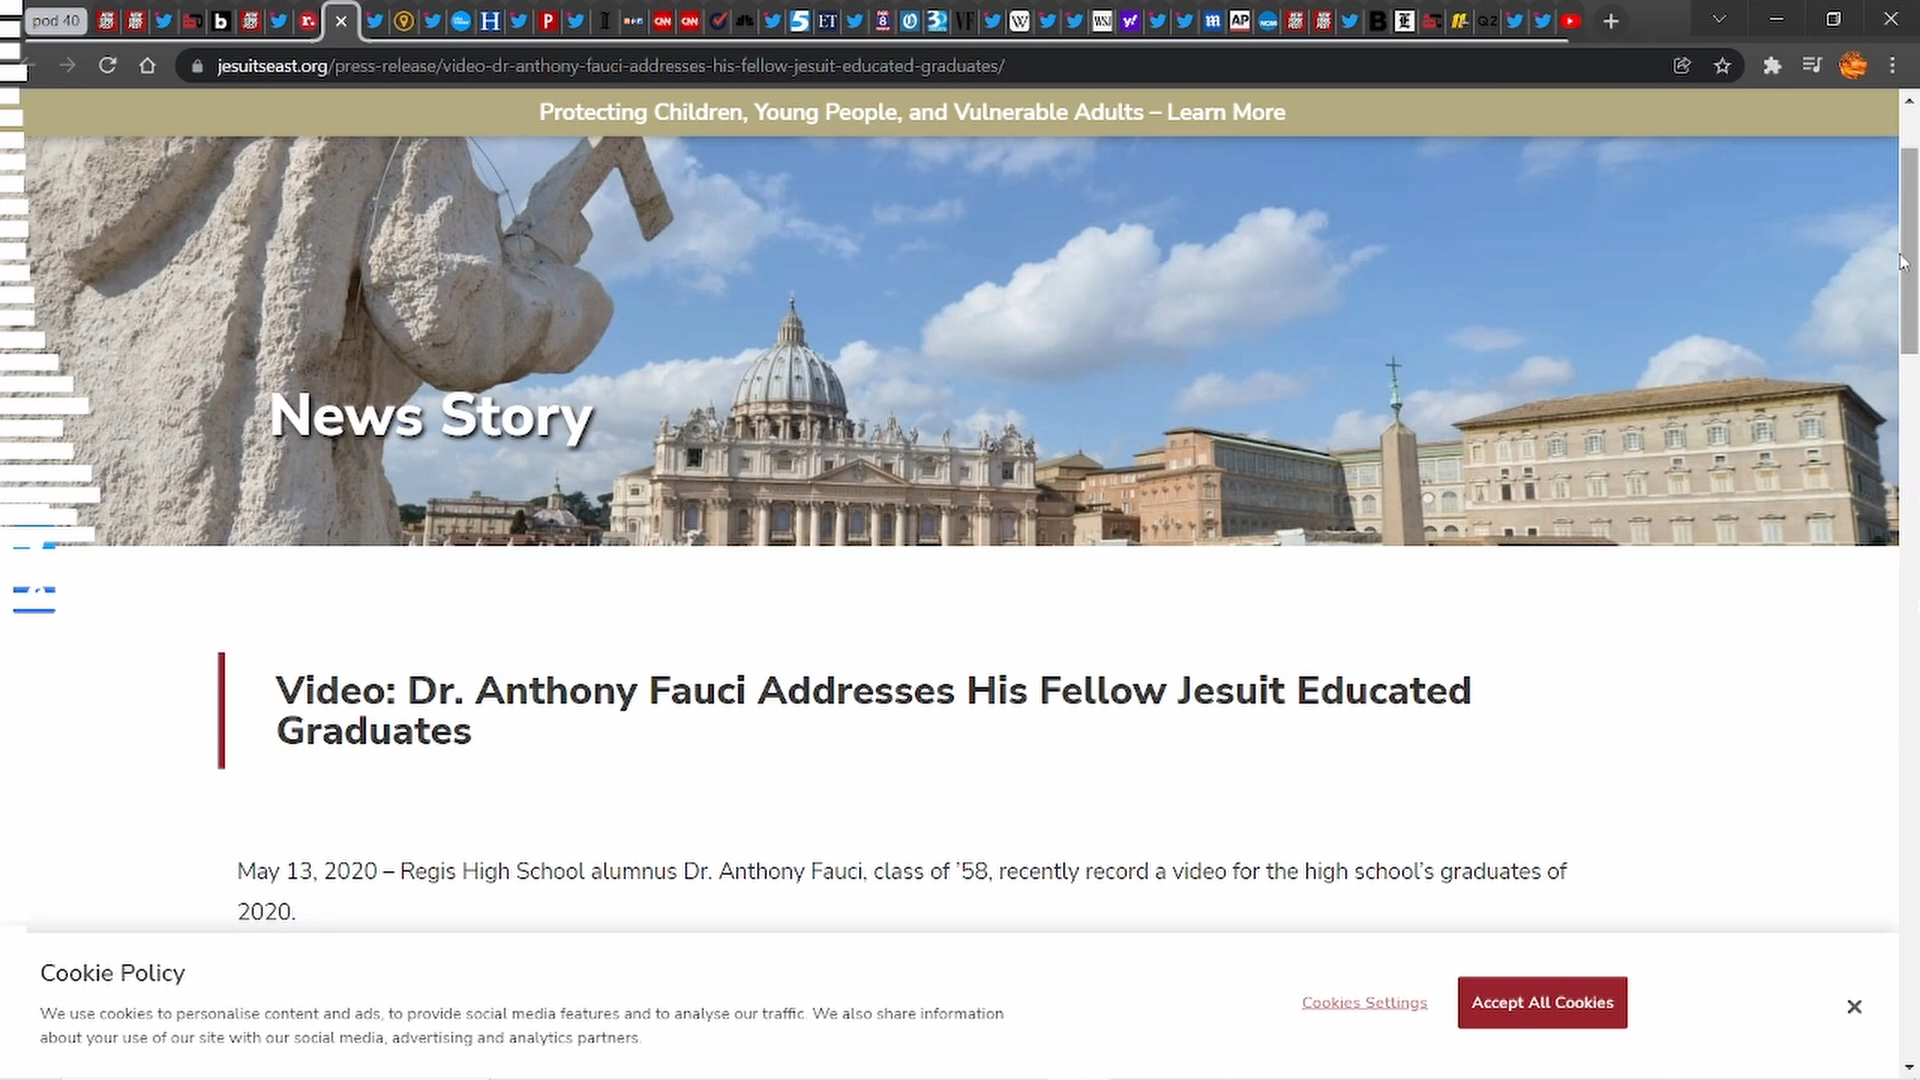 pod 40
jesuitseast.org/press-release/video-dr-anthony-fauci-addresses-his-fellow-jesuit-educated-graduates/
Protecting Children, Young People, and Vulnerable Adults – Learn More
News Story
Video: Dr. Anthony Fauci Addresses His Fellow Jesuit Educated
Graduates
May 13, 2020 – Regis High School alumnus Dr. Anthony Fauci, class of ’58, recently record a video for the high school’s graduates of
2020.
Cookie Policy
We use cookies to personalise content and ads, to provide social media features and to analyse our traffic. We also share information
about your use of our site with our social media, advertising and analytics partners.
Cookies Settings
Accept All Cookies